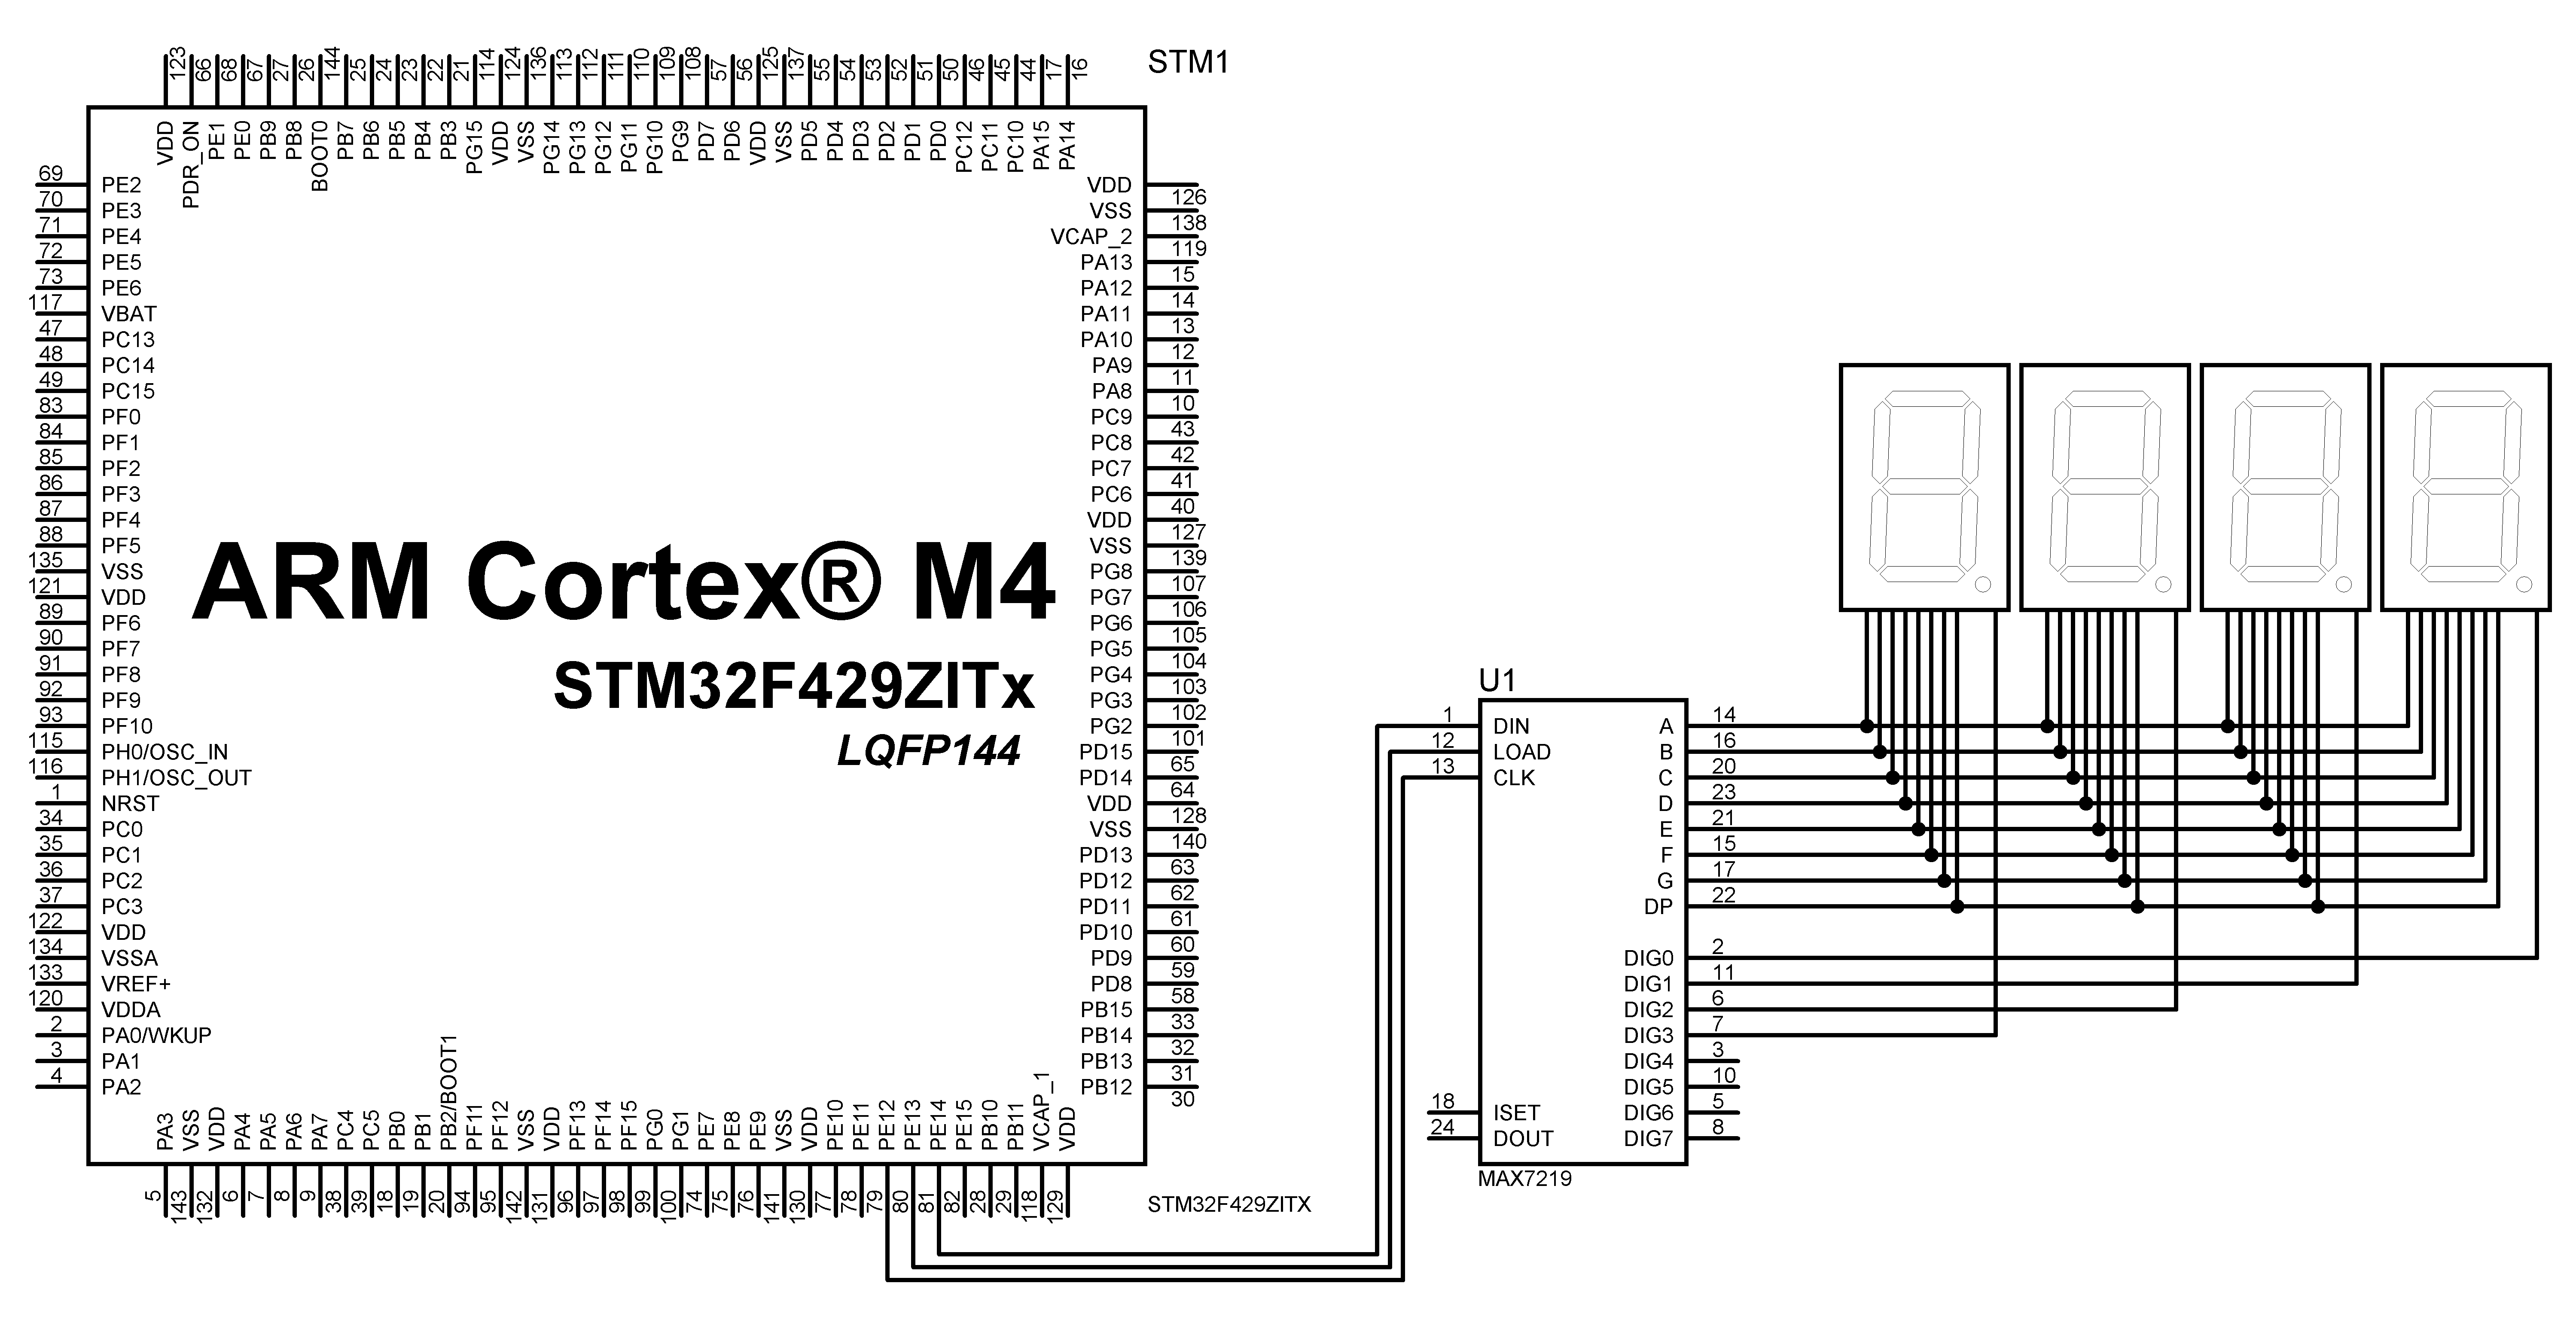 STM1
123 66 68 67 27 26 144 25 24 23 22 21 114 124 136 113 112 111 110 109 108 57 56 125 137 55 54 53 52 51 50 46 45 44 17 16
VDD PDR_ON PE1 PE0 PB9 PB8 BOOT0 PB7 PB6 PB5 PB4 PB3 PG15 VDD VSS PG14 PG13 PG12 PG11 PG10 PG9 PD7 PD6 VDD VSS PD5 PD4 PD3 PD2 PD1 PD0 PC12 PC11 PC10 PA15 PA14
69 PE2
70 PE3
71 PE4
72 PE5
73 PE6
117 VBAT
47 PC13
48 PC14
49 PC15
83 PF0
84 PF1
85 PF2
86 PF3
87 PF4
88 PF5
135 VSS
121 VDD
89 PF6
90 PF7
91 PF8
92 PF9
93 PF10
115 PH0/OSC_IN
116 PH1/OSC_OUT
1 NRST
34 PC0
35 PC1
36 PC2
37 PC3
122 VDD
134 VSSA
133 VREF+
120 VDDA
2 PA0/WKUP
3 PA1
4 PA2
ARM Cortex® M4
STM32F429ZITx
LQFP144
VDD 126
VSS 138
VCAP_2 119
PA13 15
PA12 14
PA11 13
PA10 12
PA9 11
PA8 10
PC9 43
PC8 42
PC7 41
PC6 40
VDD 127
VSS 139
PG8 107
PG7 106
PG6 105
PG5 104
PG4 103
PG3 102
PG2 101
PD15 65
PD14 64
VDD 128
VSS 140
PD13 63
PD12 62
PD11 61
PD10 60
PD9 59
PD8 58
PB15 33
PB14 32
PB13 31
PB12 30
PA3 VSS VDD PA4 PA5 PA6 PA7 PC4 PC5 PB0 PB1 PB2/BOOT1 PF11 PF12 VSS VDD PF13 PF14 PF15 PG0 PG1 PE7 PE8 PE9 VSS VDD PE10 PE11 PE12 PE13 PE14 PE15 PB10 PB11 VCAP_1 VDD
5 143 132 6 7 8 9 38 39 18 19 20 94 95 142 131 96 97 98 99 100 74 75 76 141 130 77 78 79 80 81 82 28 29 118 129
STM32F429ZITX
U1
1 DIN
12 LOAD
13 CLK
18 ISET
24 DOUT
A 14
B 16
C 20
D 23
E 21
F 15
G 17
DP 22
DIG0 2
DIG1 11
DIG2 6
DIG3 7
DIG4 3
DIG5 10
DIG6 5
DIG7 8
MAX7219